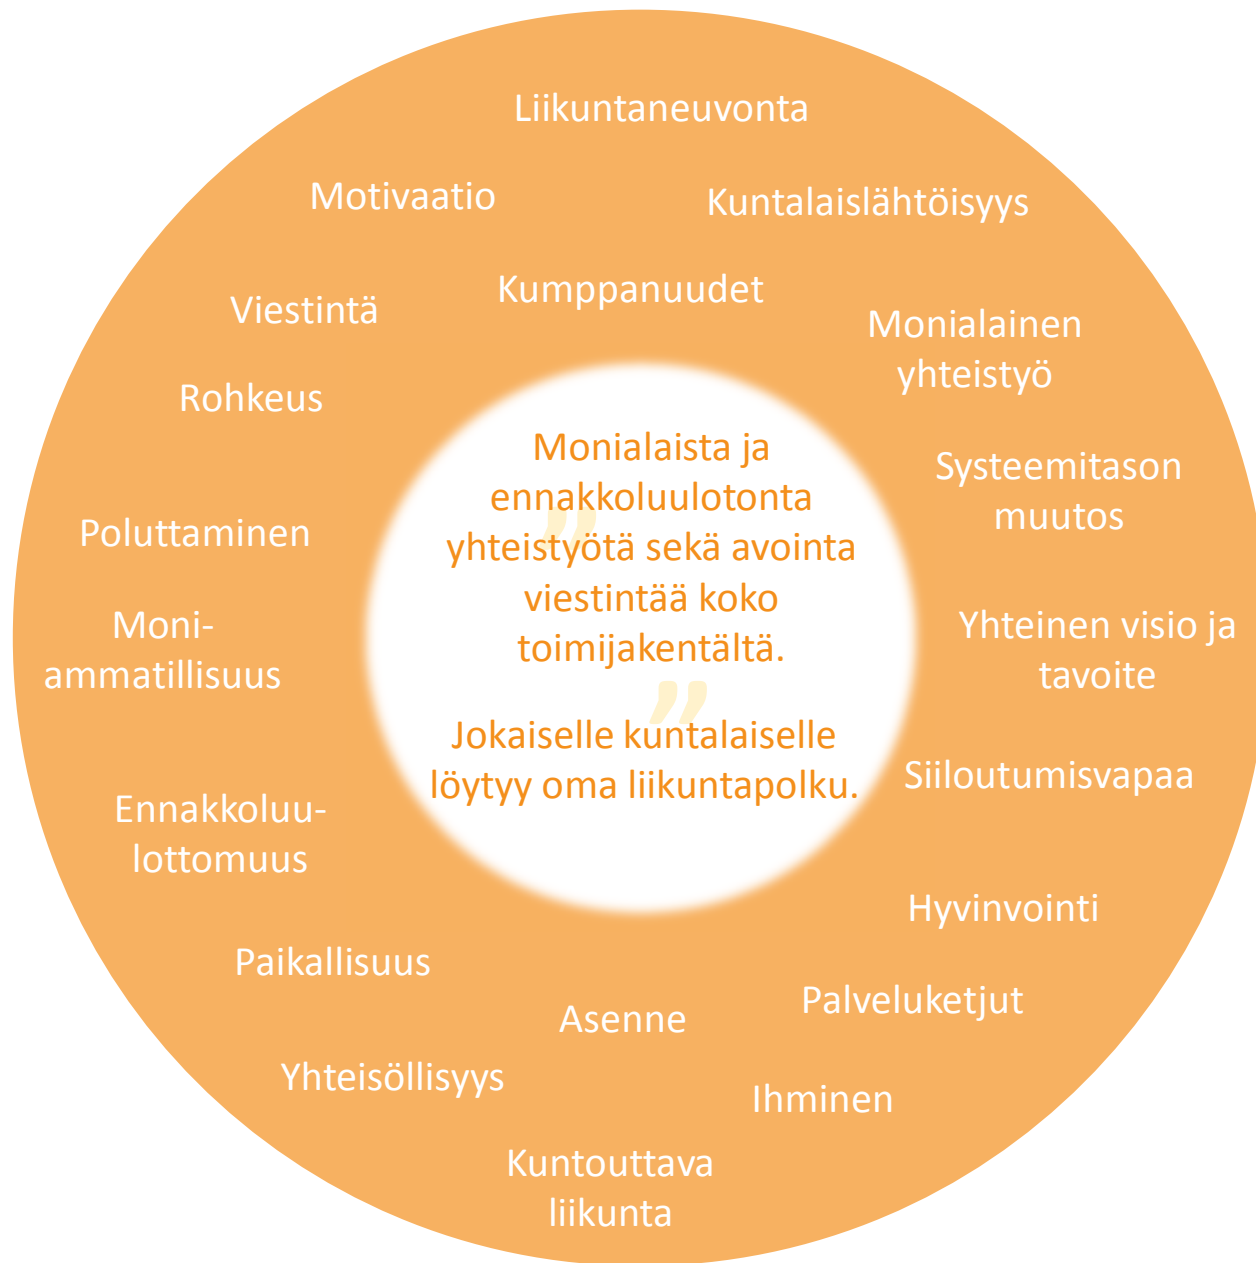 Liikuntaneuvonta
Motivaatio
Kuntalaislähtöisyys
Kumppanuudet
Viestintä
Monialainen
yhteistyö
Rohkeus
Monialaista ja
ennakkoluulotonta
yhteistyötä sekä avointa
viestintää koko
toimijakentältä.
”
”
Jokaiselle kuntalaiselle
löytyy oma liikuntapolku.
Systeemitason
muutos
Poluttaminen
Moni-
ammatillisuus
Yhteinen visio ja
tavoite
Siiloutumisvapaa
Ennakkoluu-
lottomuus
Hyvinvointi
Paikallisuus
Palveluketjut
Asenne
Yhteisöllisyys
Ihminen
Kuntouttava
liikunta